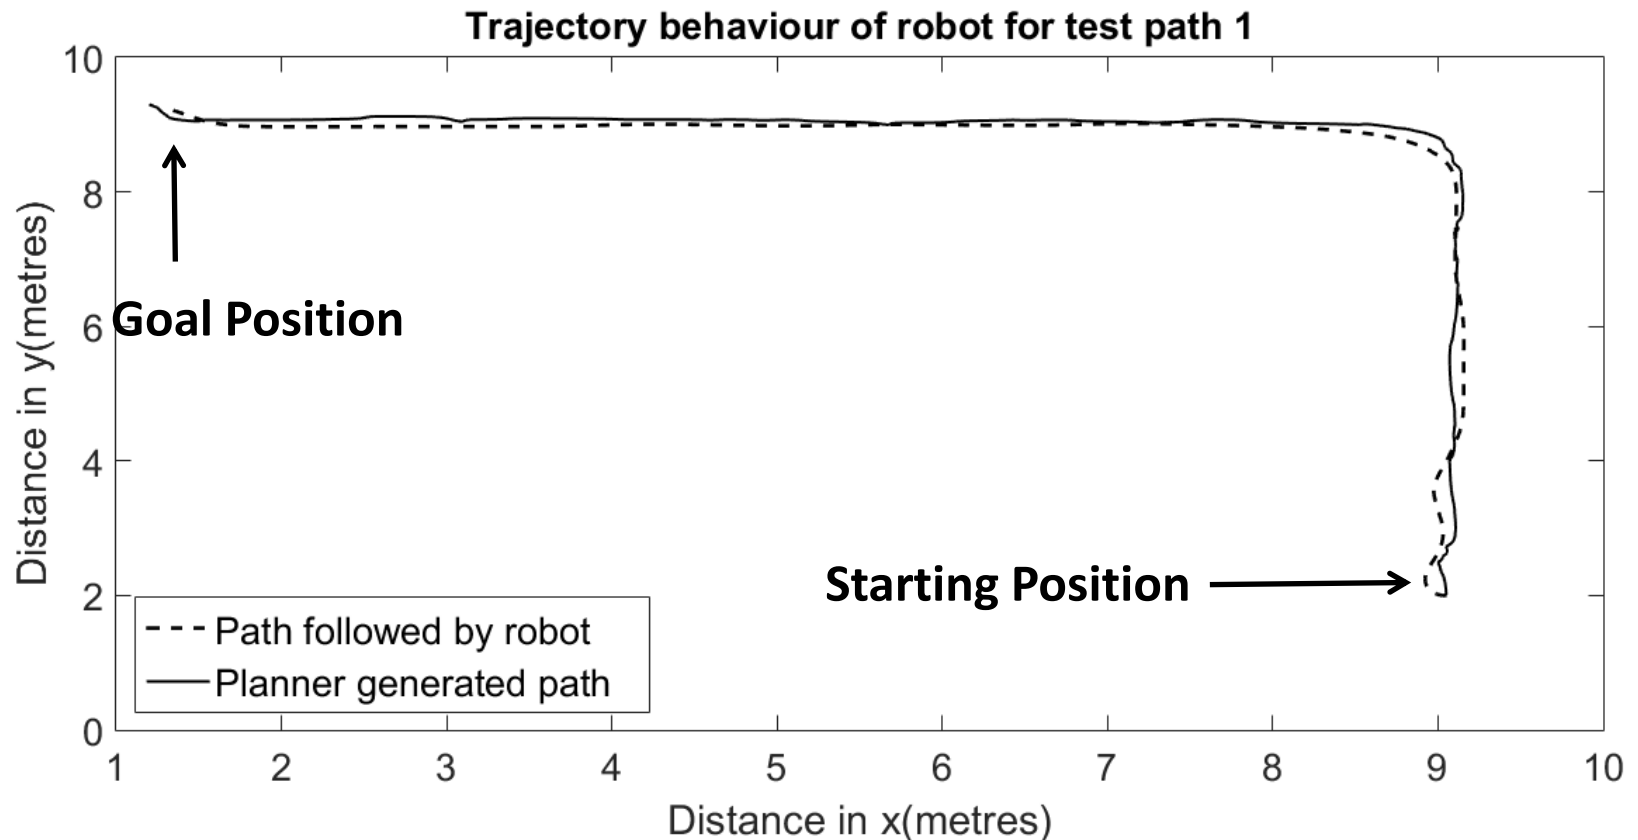 Trajectory behaviour of robot for test path 1
10
8
6
4
2
0
Distance in y(metres)
Goal Position
Starting Position
Path followed by robot
Planner generated path
1 2 3 4 5 6 7 8 9 10
Distance in x(metres)